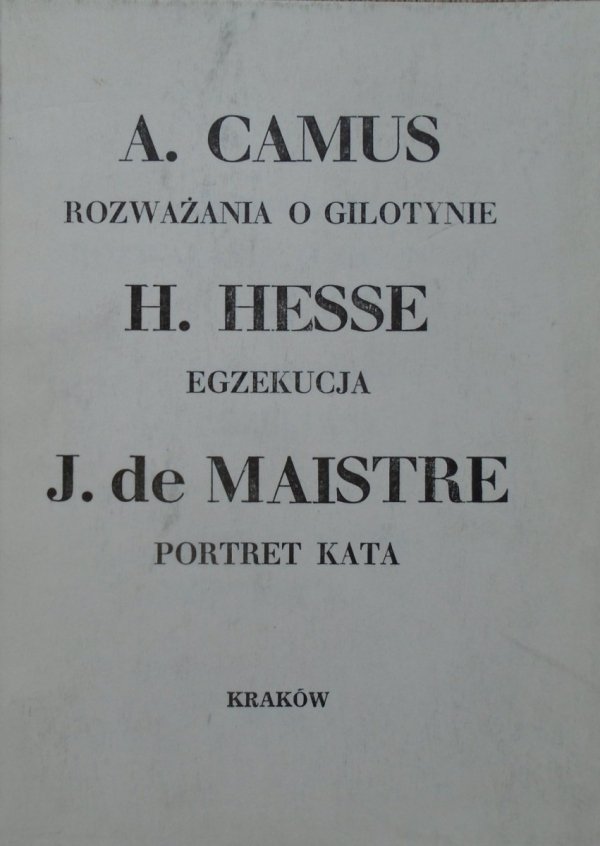 A. CAMUS
ROZWAŻANIA O GILOTYNIE
H. HESSE
EGZEKUCJA
J. de MAISTRE
PORTRET KATA
KRAKÓW